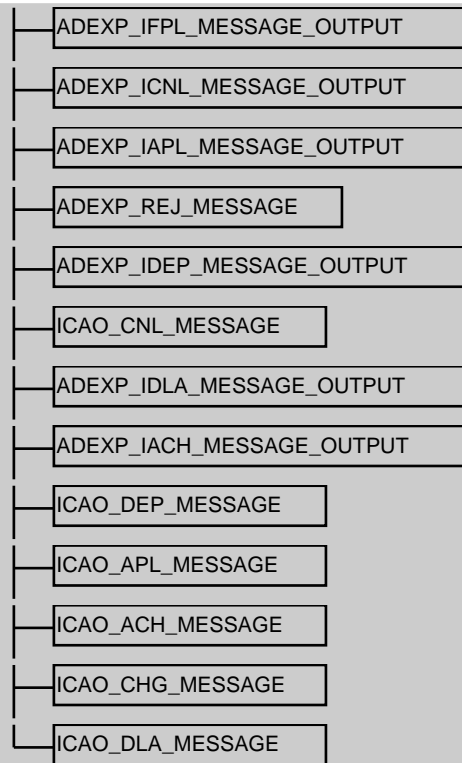 ADEXP_IFPL_MESSAGE_OUTPUT
ADEXP_ICNL_MESSAGE_OUTPUT
ADEXP_IAPL_MESSAGE_OUTPUT
ADEXP_REJ_MESSAGE
ADEXP_IDEP_MESSAGE_OUTPUT
ICAO_CNL_MESSAGE
ADEXP_IDLA_MESSAGE_OUTPUT
ADEXP_IACH_MESSAGE_OUTPUT
ICAO_DEP_MESSAGE
ICAO_APL_MESSAGE
ICAO_ACH_MESSAGE
ICAO_CHG_MESSAGE
ICAO_DLA_MESSAGE